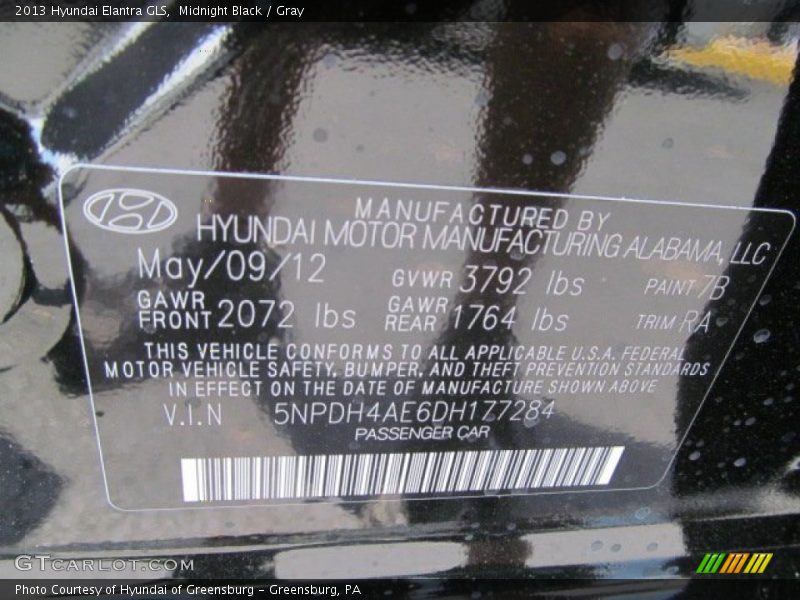 2013 Hyundai Elantra GLS, Midnight Black / Gray
MANUFACTURED BY
HYUNDAI MOTOR MANUFACTURING ALABAMA, LLC
May/09/12 GVWR 3792 lbs PAINT 7B
GAWR FRONT 2072 lbs GAWR REAR 1764 lbs TRIM RA
THIS VEHICLE CONFORMS TO ALL APPLICABLE U.S.A. FEDERAL
MOTOR VEHICLE SAFETY, BUMPER, AND THEFT PREVENTION STANDARDS
IN EFFECT ON THE DATE OF MANUFACTURE SHOWN ABOVE
V.I.N 5NPDH4AE6DH177284
PASSENGER CAR
GTCARLOT.COM
Photo Courtesy of Hyundai of Greensburg - Greensburg, PA